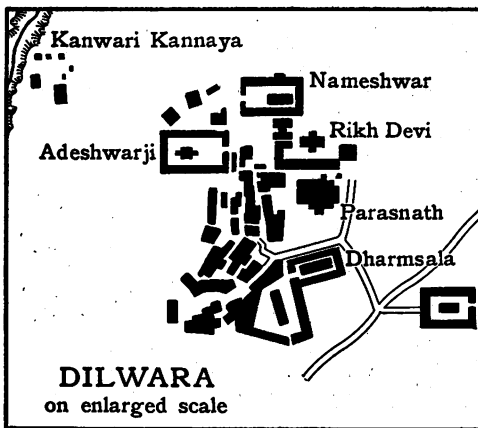 Kanwari Kannaya
Nameshwar
Rikh Devi
Adeshwarji
Parasnath
Dharmsala
DILWARA
on enlarged scale